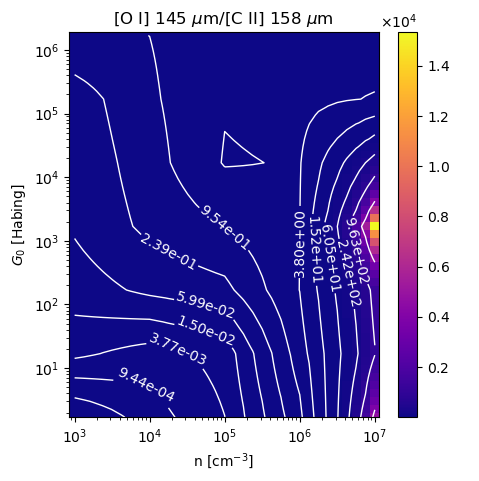 [O I] 145 μm/[C II] 158 μm
×10⁴
10⁶
10⁵
10⁴
10³
10²
10¹
G₀ [Habing]
9.54e-01
2.39e-01
5.99e-02
1.50e-02
3.77e-03
9.44e-04
3.80e+00
1.52e+01
6.05e+01
2.42e+02
9.63e+02
1.4
1.2
1.0
0.8
0.6
0.4
0.2
10³
10⁴
10⁵
10⁶
10⁷
n [cm⁻³]